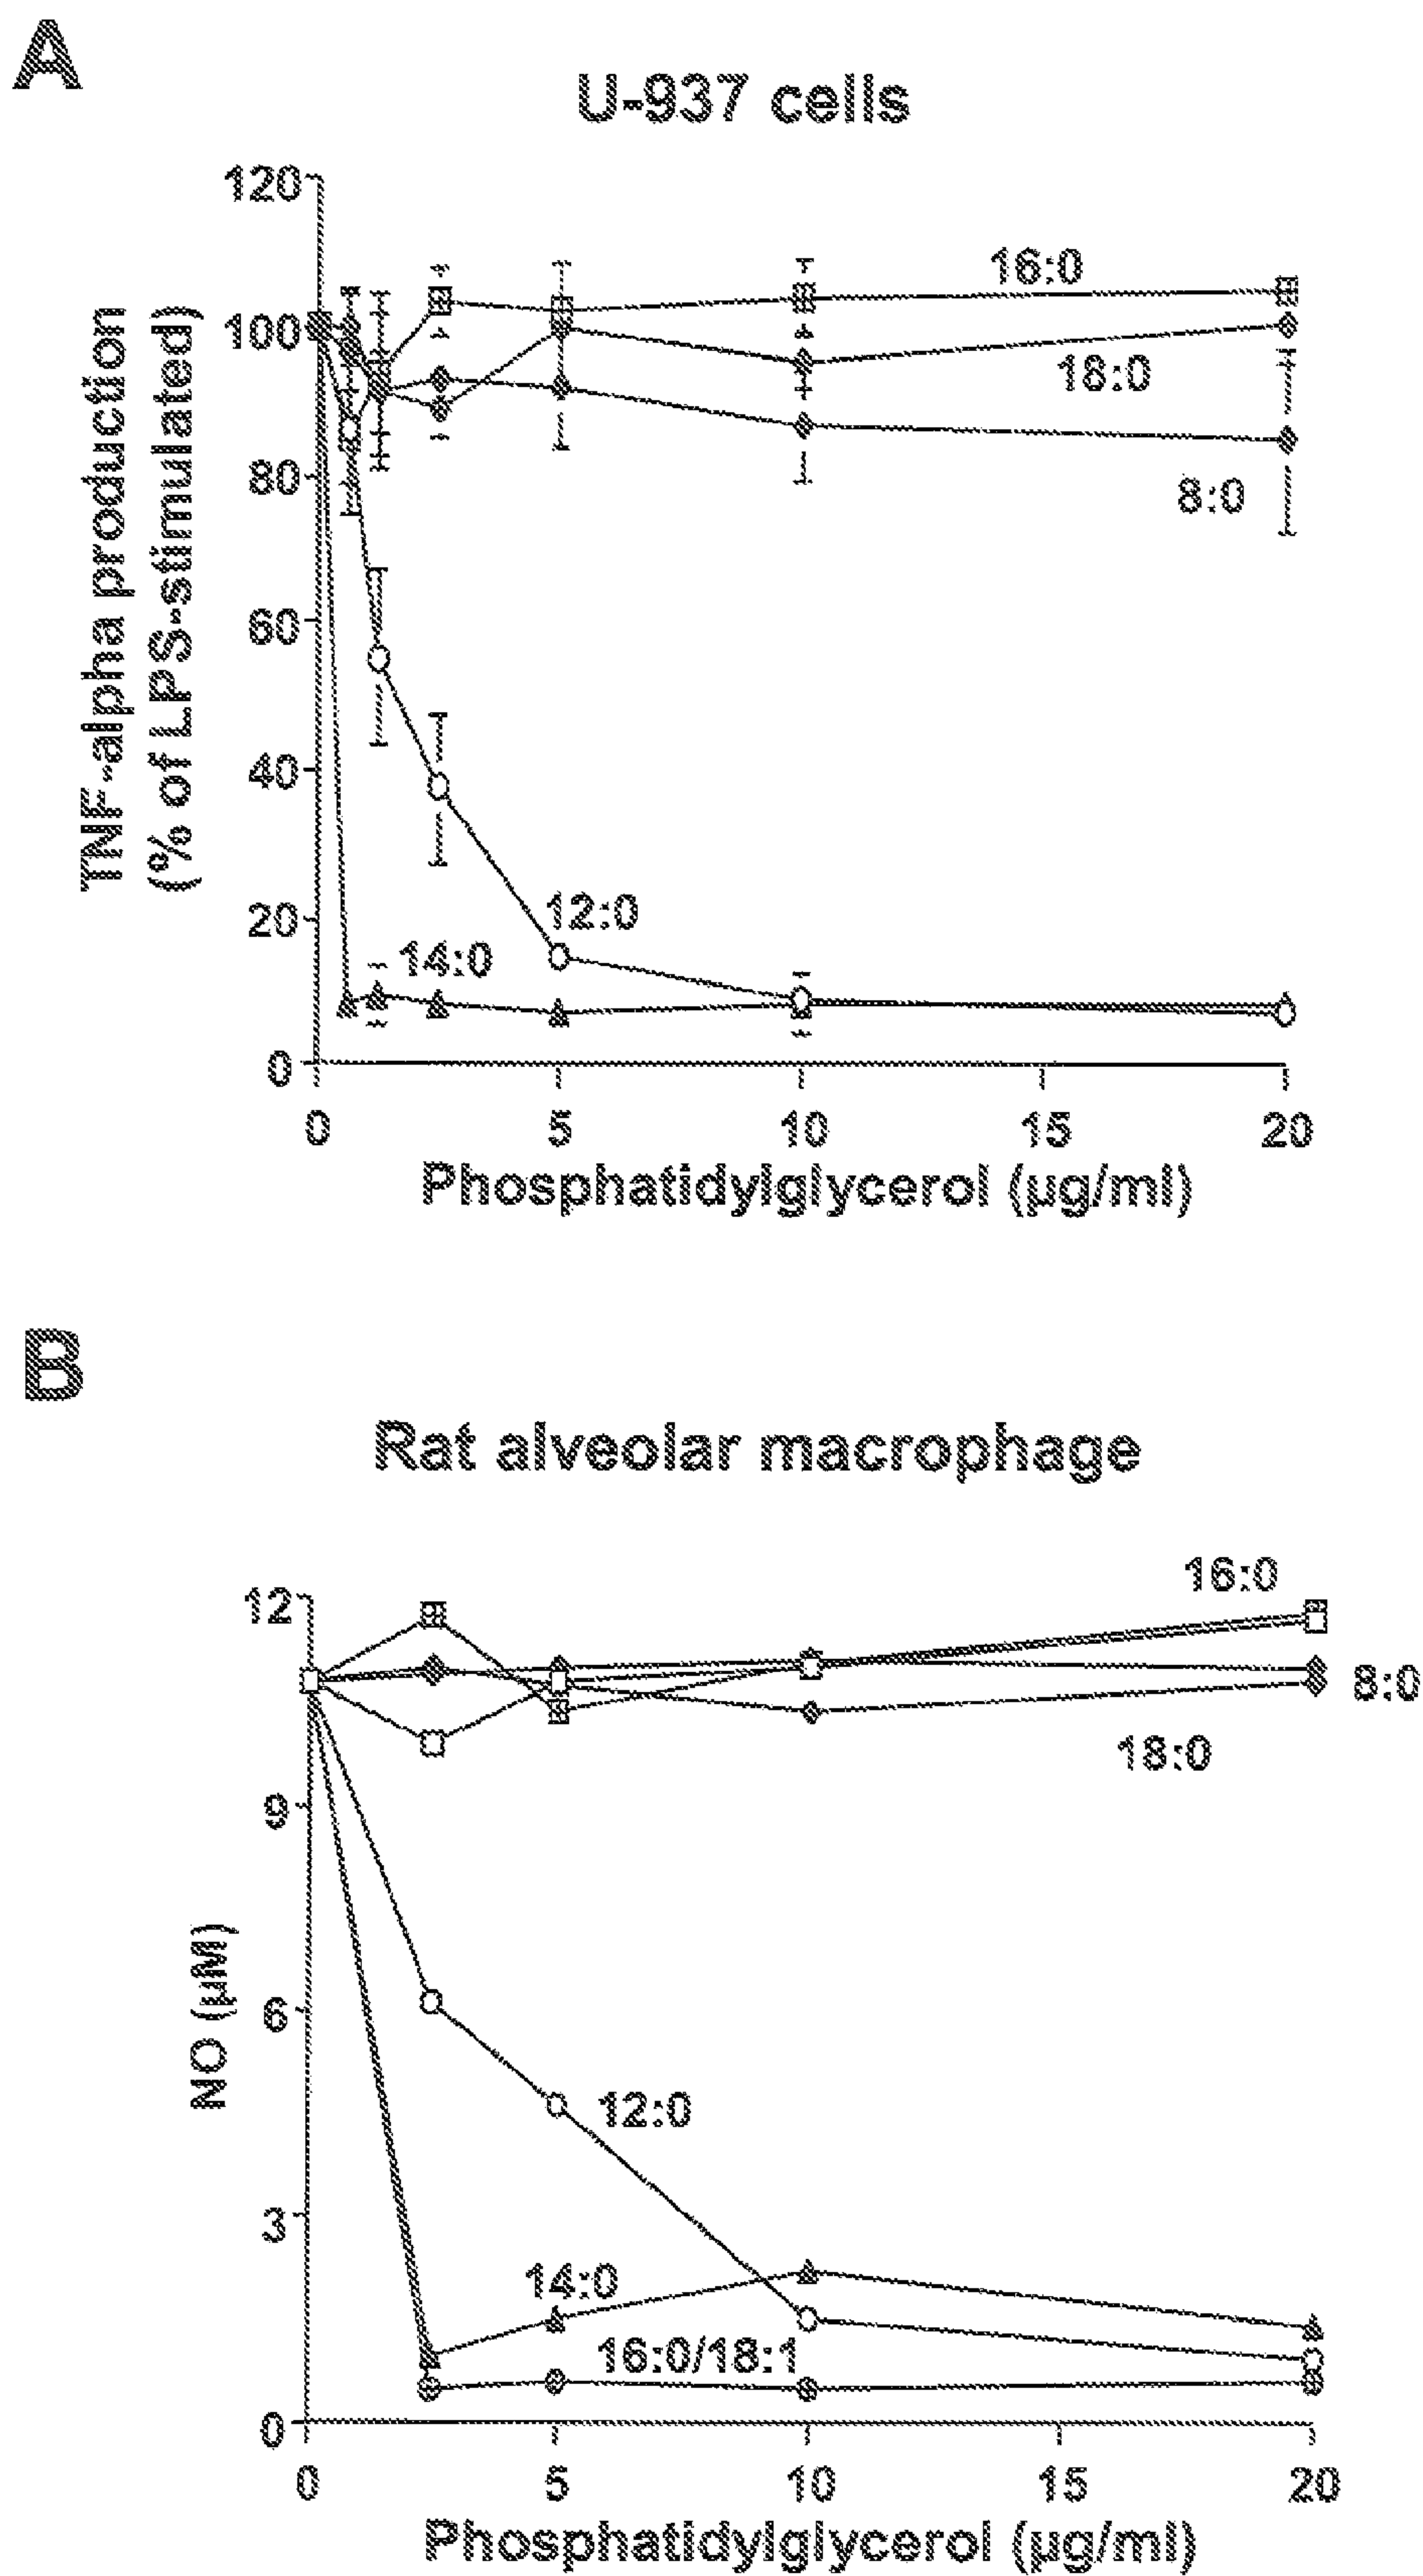 A
U-937 cells
120
100
80
60
40
20
0
TNF-alpha production
(% of LPS-stimulated)
16:0
18:0
8:0
12:0
14:0
0 5 10 15 20
Phosphatidylglycerol (µg/ml)
B
Rat alveolar macrophage
12
9
6
3
0
NO (µM)
16:0
8:0
18:0
12:0
14:0
16:0/18:1
0 5 10 15 20
Phosphatidylglycerol (µg/ml)